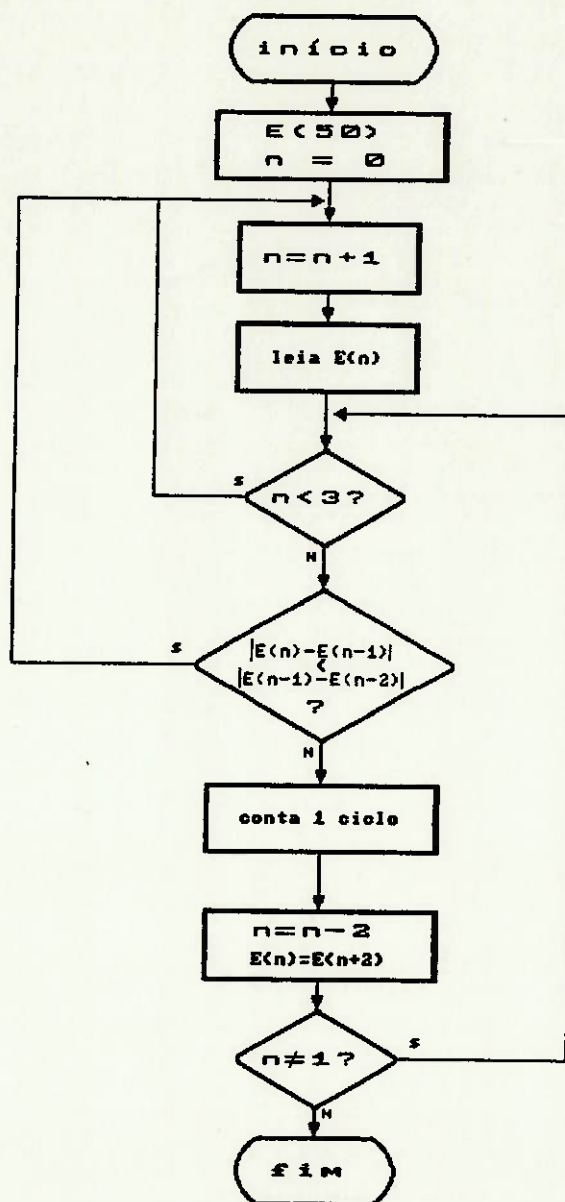 início
E(50)
n = 0
n=n+1
leia E(n)
S
n<3?
N
S
|E(n)-E(n-1)|
<
|E(n-1)-E(n-2)|
?
N
conta 1 ciclo
n=n-2
E(n)=E(n+2)
n≠1?
S
N
fim